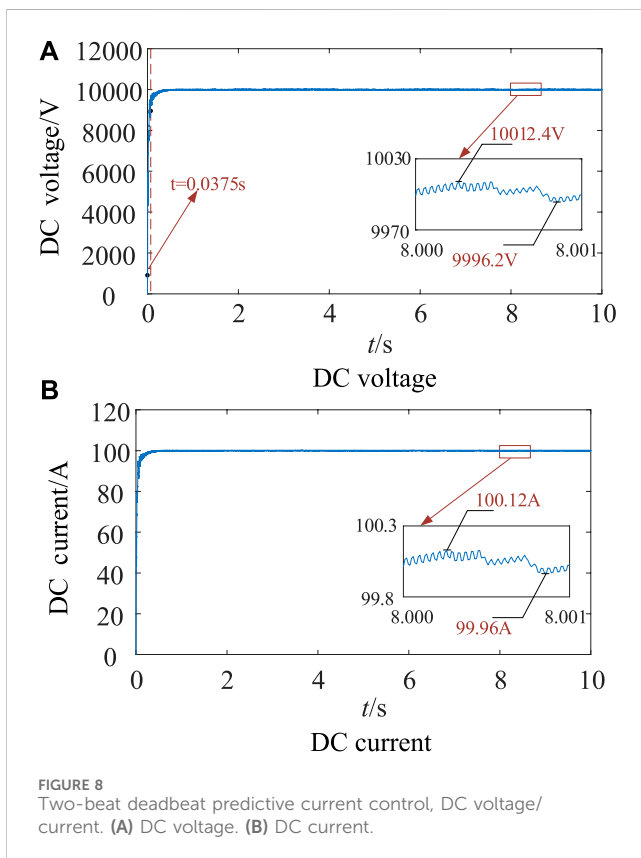 A
12000
10000
8000
6000
4000
2000
0
DC voltage/V
t=0.0375s
10012.4V
10030
9970
8.000
8.001
9996.2V
0
2
4
6
8
10
t/s
DC voltage
B
120
100
80
60
40
20
0
DC current/A
100.12A
100.3
99.8
8.000
8.001
99.96A
0
2
4
6
8
10
t/s
DC current
FIGURE 8
Two-beat deadbeat predictive current control, DC voltage/
current. (A) DC voltage. (B) DC current.